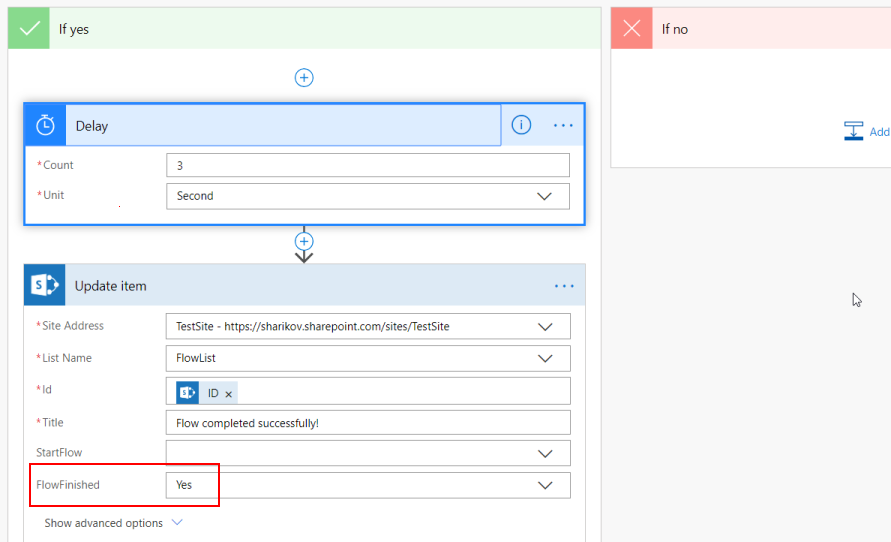 If yes
If no
Delay
*Count 3
*Unit Second
Add
Update item
*Site Address TestSite - https://sharikov.sharepoint.com/sites/TestSite
*List Name FlowList
*Id ID ×
*Title Flow completed successfully!
StartFlow
FlowFinished Yes
Show advanced options